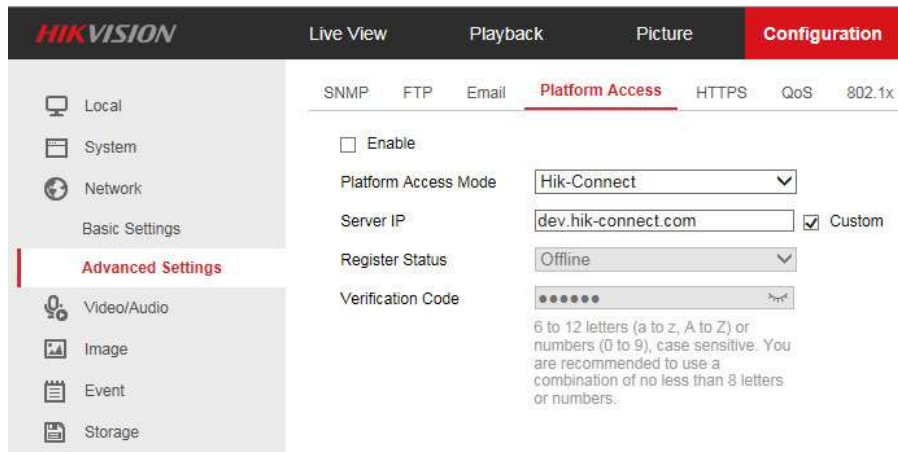 HIKVISION Live View Playback Picture Configuration
SNMP FTP Email Platform Access HTTPS QoS 802.1x
Local
System
Network
Basic Settings
Advanced Settings
Video/Audio
Image
Event
Storage
Enable
Platform Access Mode Hik-Connect
Server IP dev.hik-connect.com Custom
Register Status Offline
Verification Code ●●●●●●
6 to 12 letters (a to z, A to Z) or
numbers (0 to 9), case sensitive. You
are recommended to use a
combination of no less than 8 letters
or numbers.